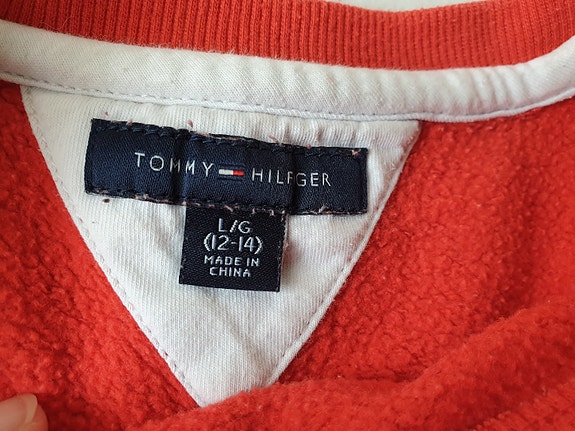 TOMMY HILFIGER
L/G
(12-14)
MADE IN
CHINA